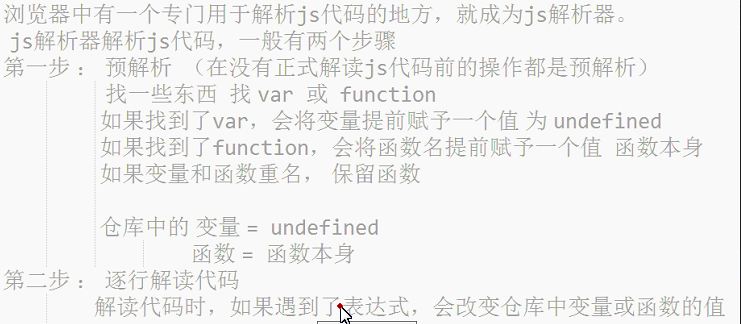 浏览器中有一个专门用于解析js代码的地方，就成为js解析器。
js解析器解析js代码，一般有两个步骤
第一步： 预解析 （在没有正式解读js代码前的操作都是预解析）
找一些东西 找 var 或 function
如果找到了var，会将变量提前赋予一个值 为 undefined
如果找到了function，会将函数名提前赋予一个值 函数本身
如果变量和函数重名， 保留函数
仓库中的 变量 = undefined
函数 = 函数本身
第二步： 逐行解读代码
解读代码时，如果遇到了表达式，会改变仓库中变量或函数的值